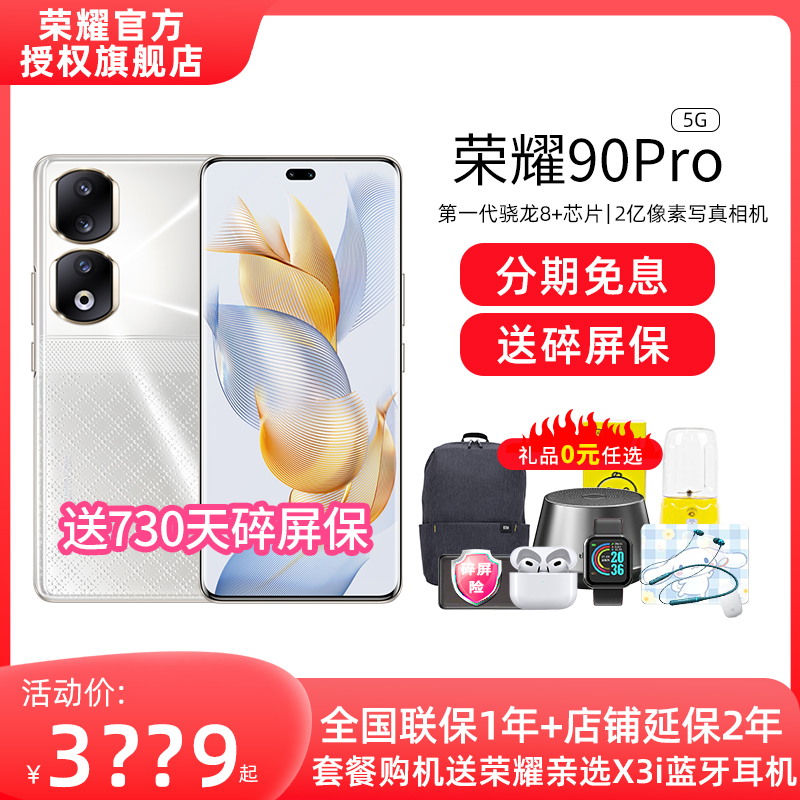 荣耀官方
授权旗舰店
5G
荣耀90Pro
第一代骁龙8+芯片|2亿像素写真相机
分期免息
送碎屏保
礼品0元任选
送730天碎屏保
碎屏
险
20
36
活动价:
¥3???9起
全国联保1年+店铺延保2年
套餐购机送荣耀亲选X3i蓝牙耳机